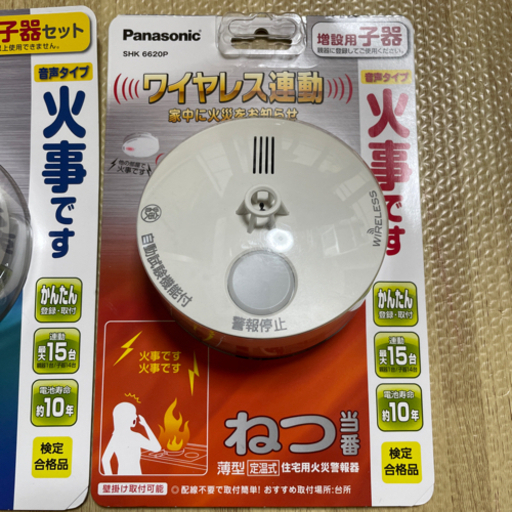 子器セット
以上使用できません。
音声タイプ
火事です
かんたん
登録・取付
連動
最大15台
電池寿命
約10年
検定
合格品
Panasonic
SHK 6620P
増設用子器
ワイヤレス連動
家中に火災をお知らせ
火事です
WIRELESS
自動試験機能付
警報停止
火事です
火事です
ねつ当番
薄型 定温式 住宅用火災警報器
壁掛け取付可能
配線不要で取付簡単!おすすめ取付場所:台所
音声タイプ
火事です
かんたん
登録・取付
連動
最大15台
電池寿命
約10年
検定
合格品